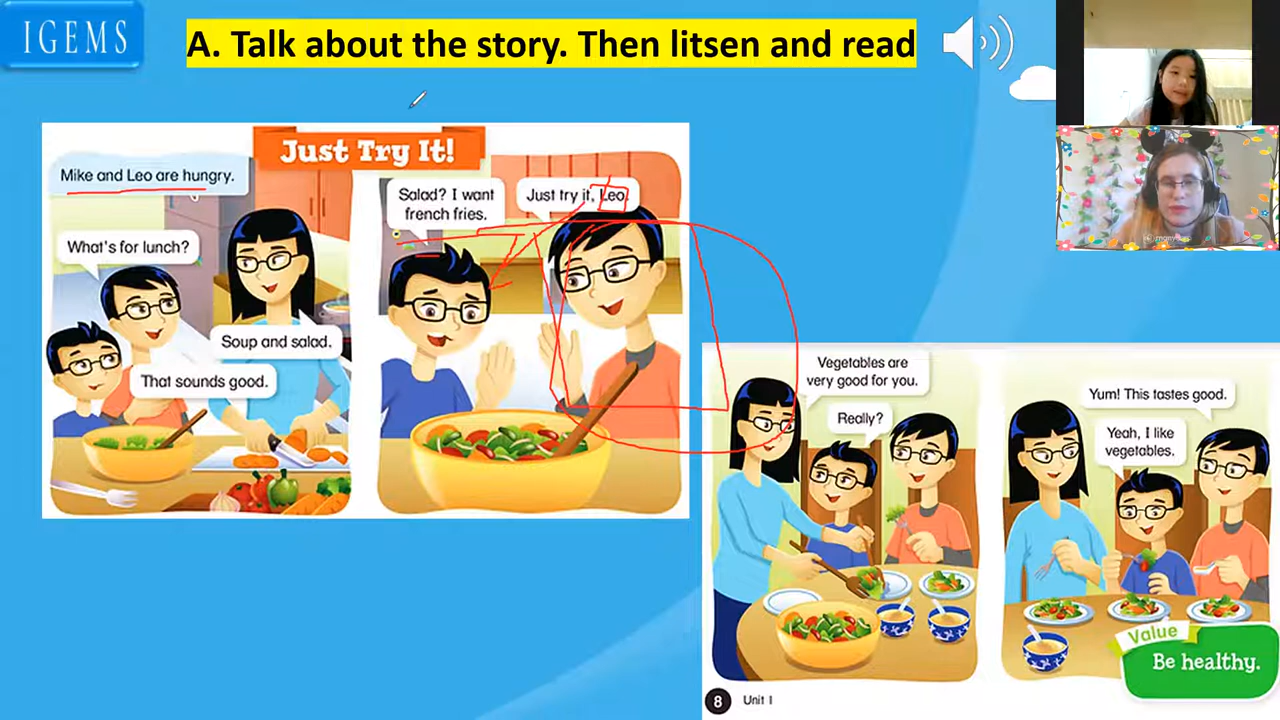 IGEMS
A. Talk about the story. Then litsen and read
Just Try It!
Mike and Leo are hungry.
What's for lunch?
Soup and salad.
That sounds good.
Salad? I want
french fries.
Just try it, Leo.
Vegetables are
very good for you.
Really?
Yum! This tastes good.
Yeah, I like
vegetables.
Value
Be healthy.
8 Unit 1